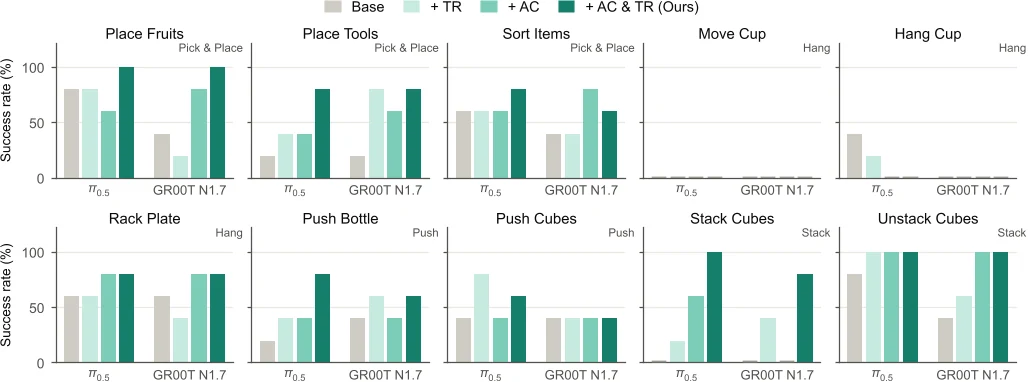 Base + TR + AC + AC & TR (Ours)
Place Fruits Place Tools Sort Items Move Cup Hang Cup
Pick & Place Pick & Place Pick & Place Hang Hang
Success rate (%)
100
50
0
π0.5 GR00T N1.7 π0.5 GR00T N1.7 π0.5 GR00T N1.7 π0.5 GR00T N1.7 π0.5 GR00T N1.7
Rack Plate Push Bottle Push Cubes Stack Cubes Unstack Cubes
Hang Push Push Stack Stack
Success rate (%)
100
50
0
π0.5 GR00T N1.7 π0.5 GR00T N1.7 π0.5 GR00T N1.7 π0.5 GR00T N1.7 π0.5 GR00T N1.7